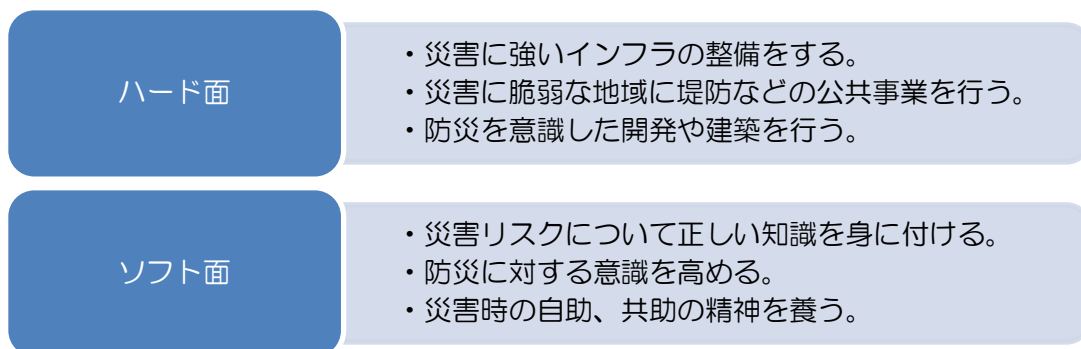 ハード面
・災害に強いインフラの整備をする。
・災害に脆弱な地域に堤防などの公共事業を行う。
・防災を意識した開発や建築を行う。
ソフト面
・災害リスクについて正しい知識を身に付ける。
・防災に対する意識を高める。
・災害時の自助、共助の精神を養う。